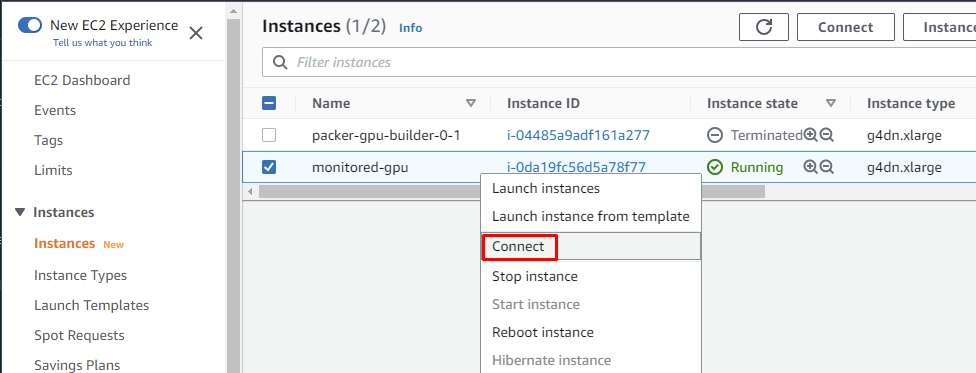 New EC2 Experience
Tell us what you think
EC2 Dashboard
Events
Tags
Limits
Instances
Instances New
Instance Types
Launch Templates
Spot Requests
Savings Plans
Instances (1/2) Info
Connect
Instance
Filter instances
Name Instance ID Instance state Instance type
packer-gpu-builder-0-1 i-04485a9adf161a277 Terminated g4dn.xlarge
monitored-gpu i-0da19fc56d5a78f77 Running g4dn.xlarge
Launch instances
Launch instance from template
Connect
Stop instance
Start instance
Reboot instance
Hibernate instance